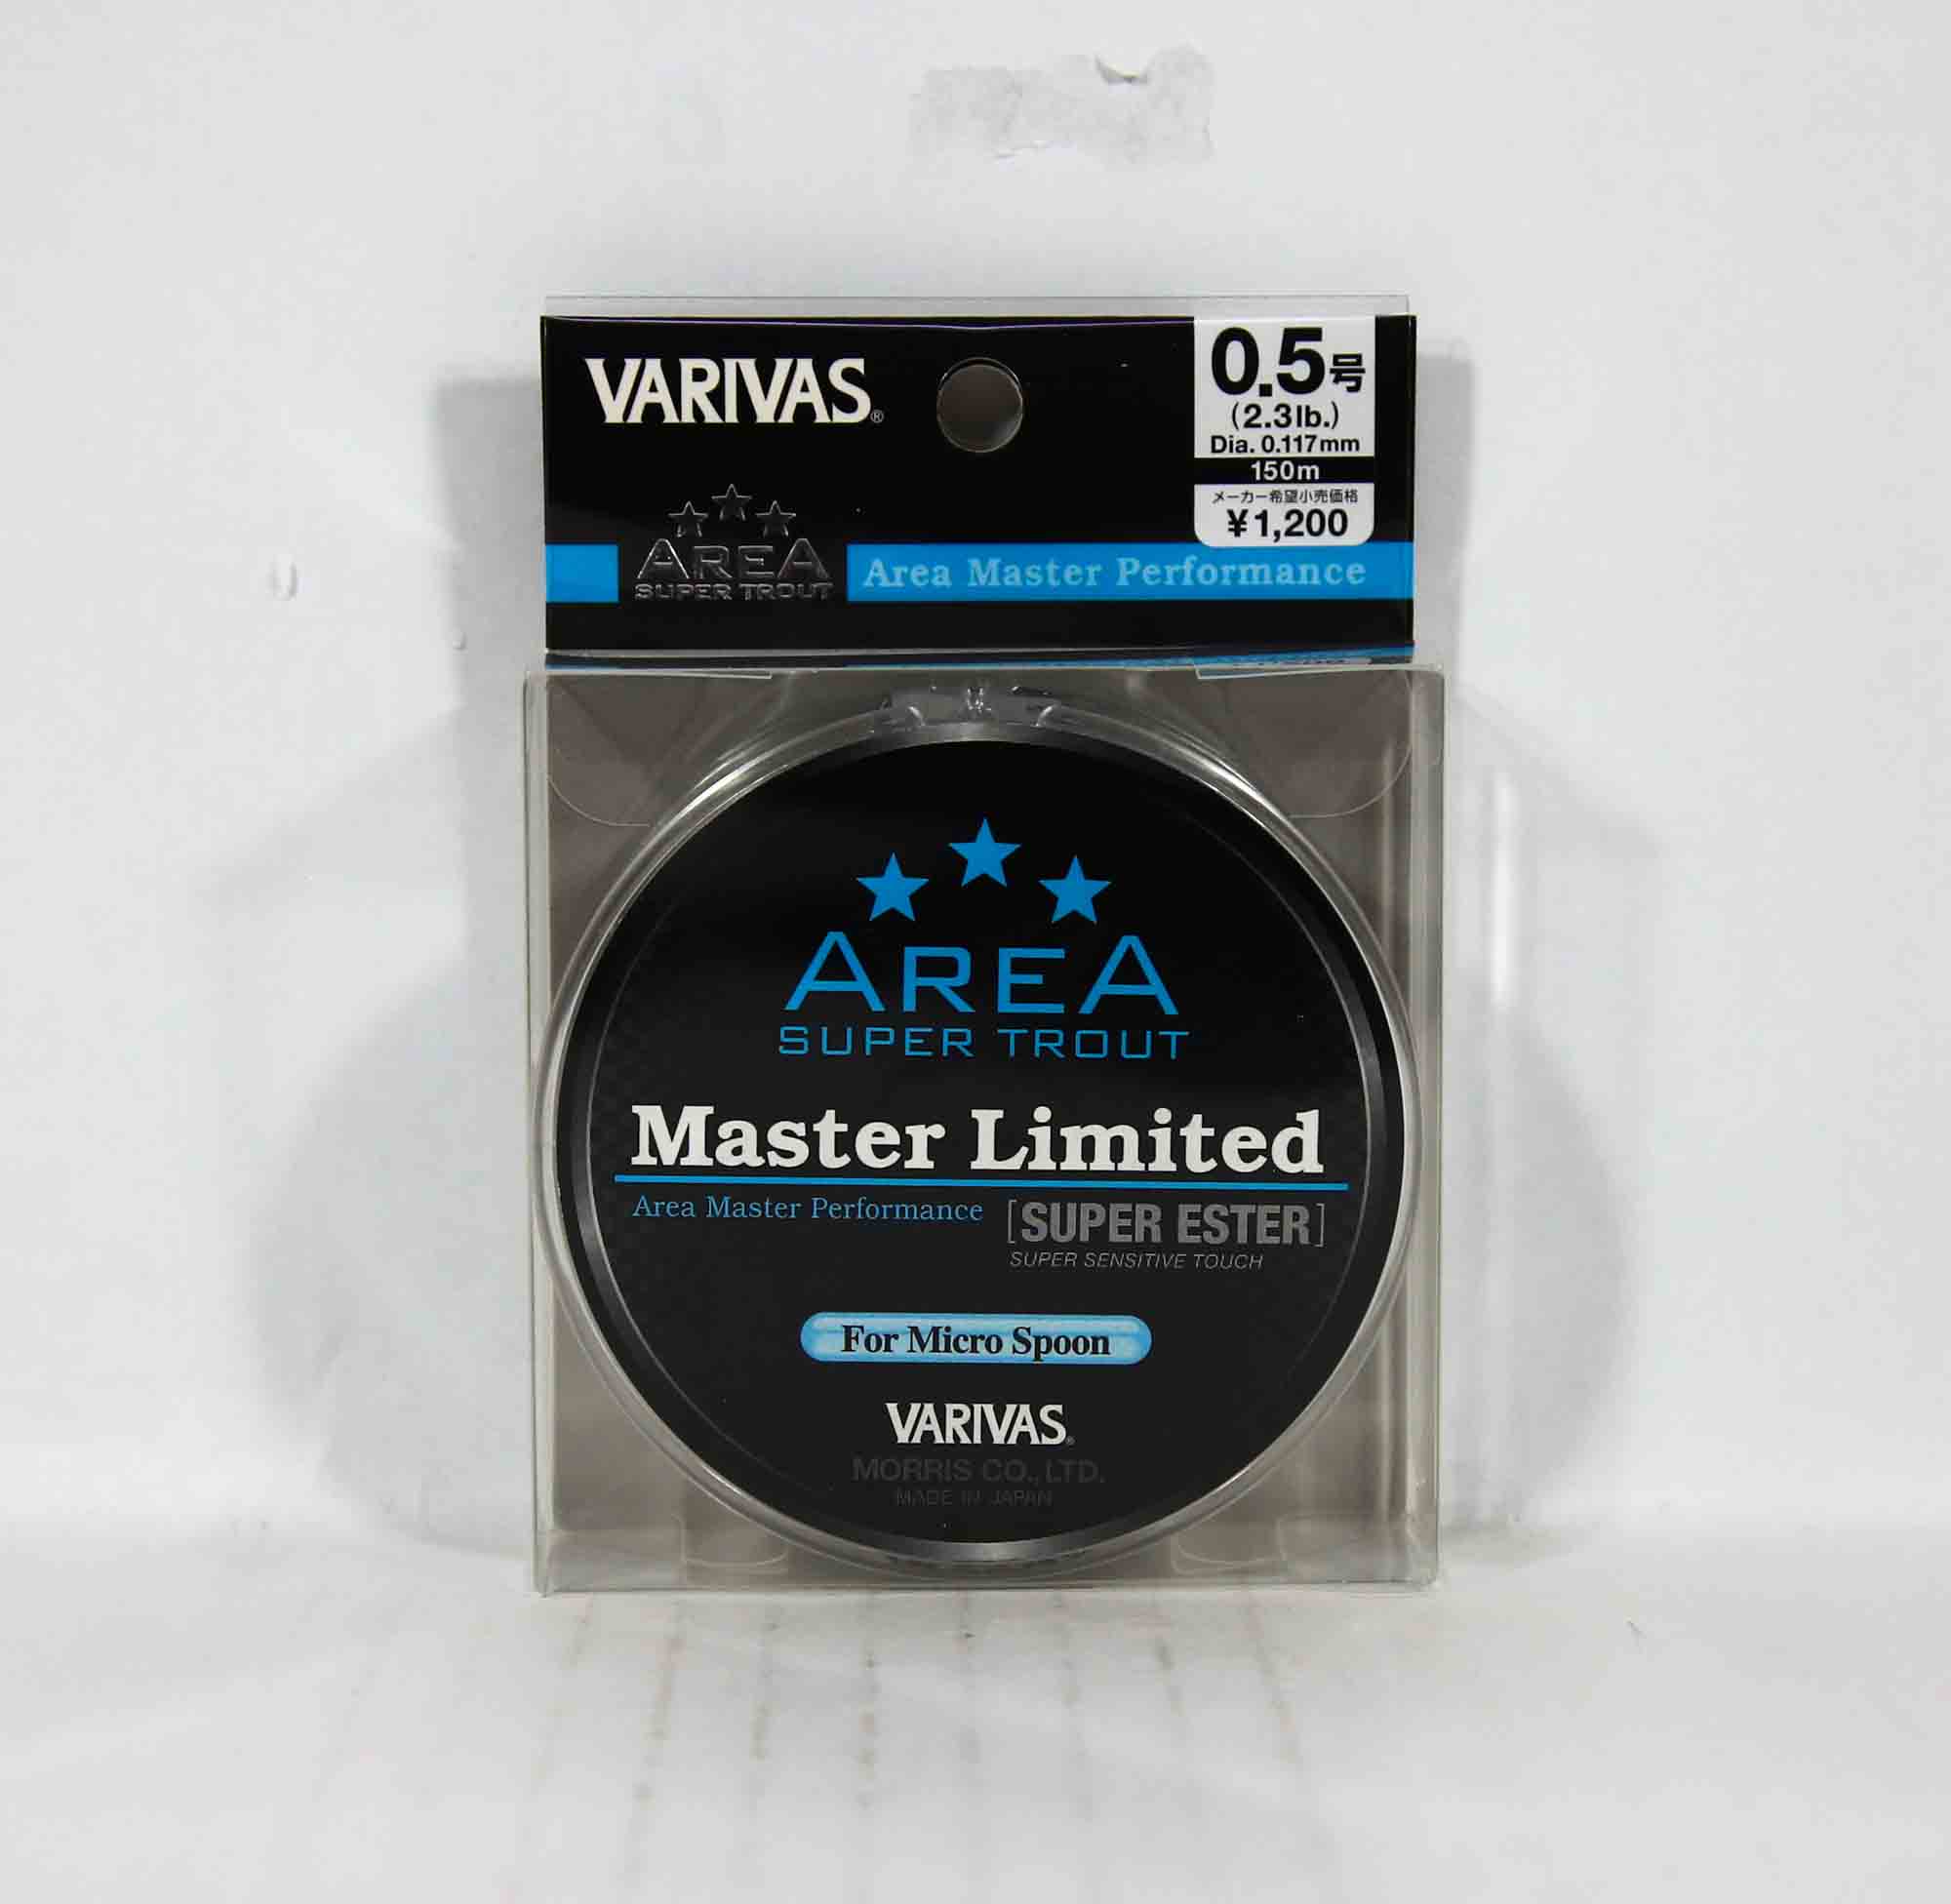 VARIVAS®
0.5号
(2.3lb.)
Dia. 0.117mm
150m
メーカー希望小売価格
¥1,200
AREA
SUPER TROUT
Area Master Performance
AREA
SUPER TROUT
Master Limited
Area Master Performance
[SUPER ESTER]
SUPER SENSITIVE TOUCH
For Micro Spoon
VARIVAS®
MORRIS CO., LTD.
MADE IN JAPAN